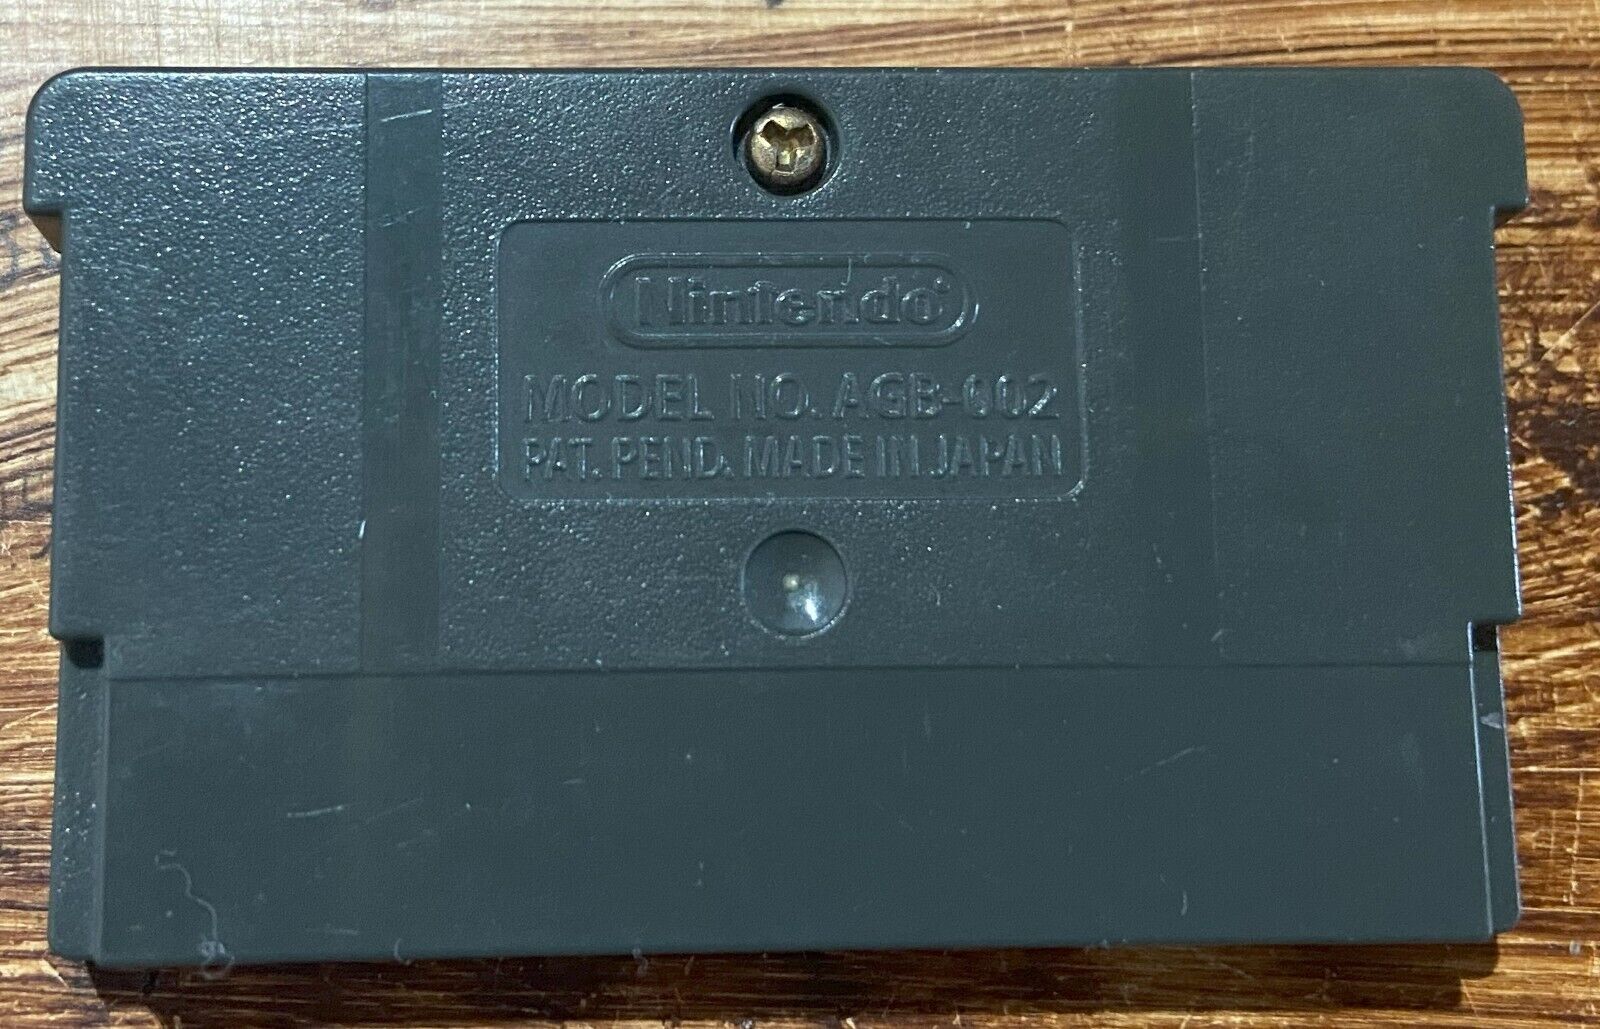 Nintendo
MODEL NO. AGB-002
PAT. PEND. MADE IN JAPAN